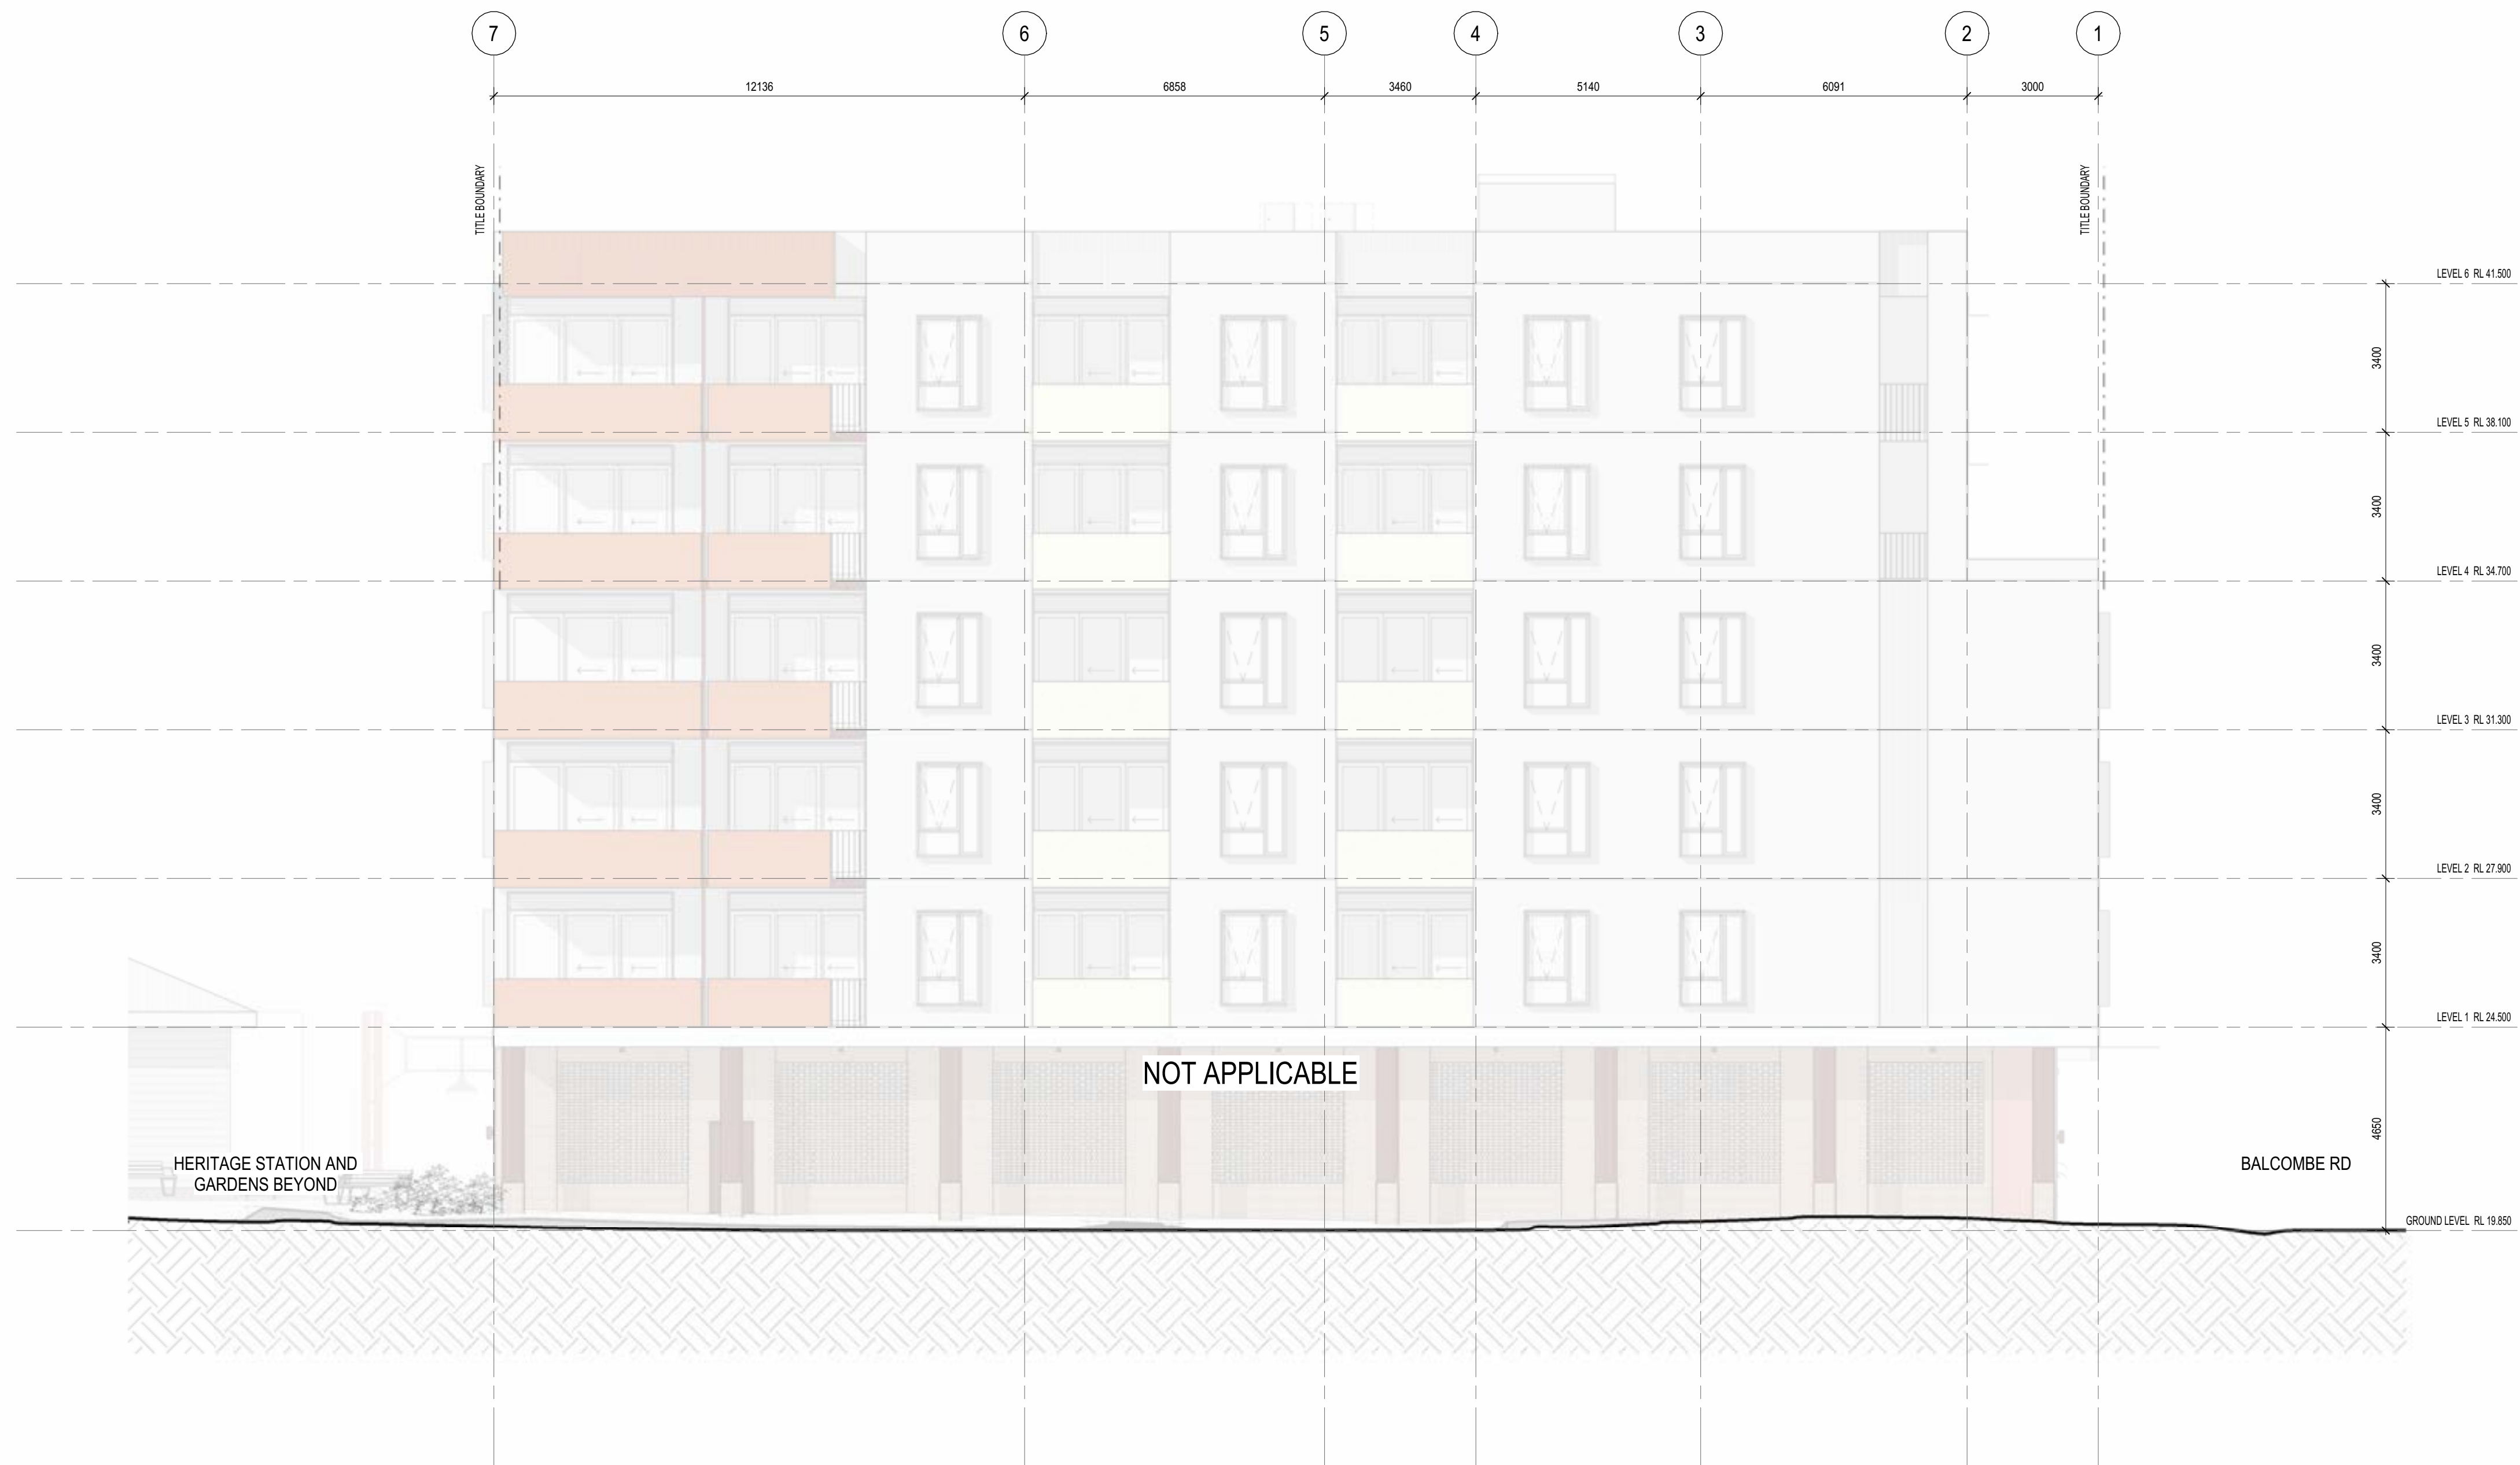 7 6 5 4 3 2 1
12136 6858 3460 5140 6091 3000
TITLE BOUNDARY
TITLE BOUNDARY
LEVEL 6 RL 41.500
3400
LEVEL 5 RL 38.100
3400
LEVEL 4 RL 34.700
3400
LEVEL 3 RL 31.300
3400
LEVEL 2 RL 27.900
3400
LEVEL 1 RL 24.500
NOT APPLICABLE
4650
HERITAGE STATION AND
GARDENS BEYOND
BALCOMBE RD
GROUND LEVEL RL 19.850